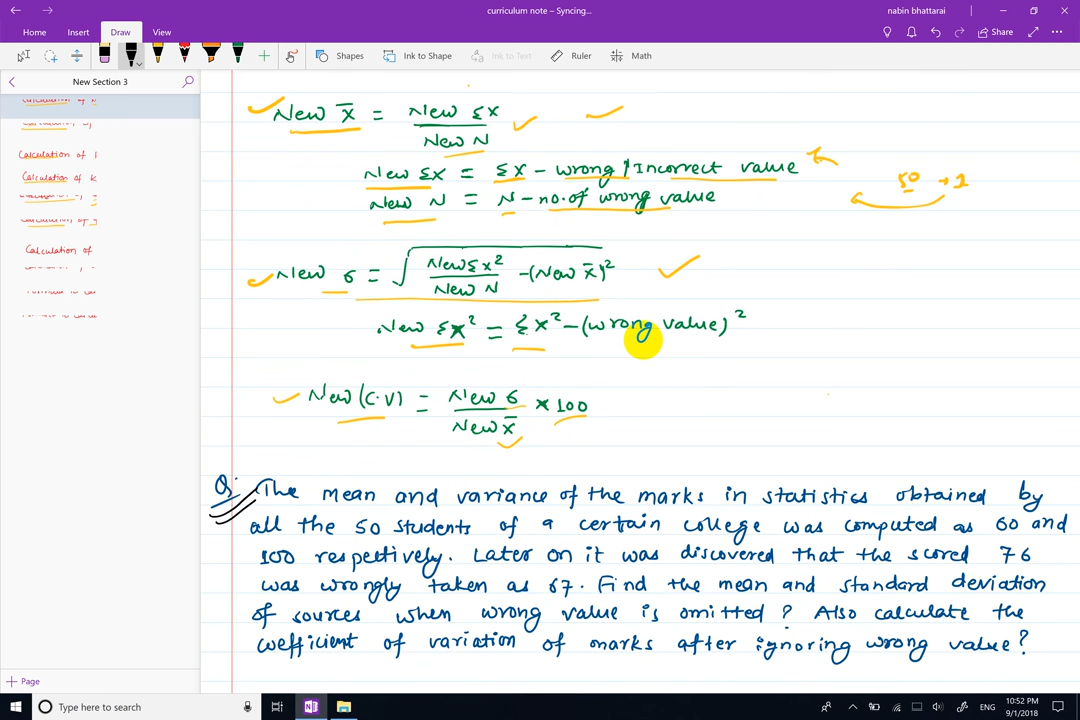 curriculum note – Syncing...
nabin bhattarai
Home Insert Draw View
Share
Shapes Ink to Shape Ink to Text Ruler Math
New Section 3
Calculation of
Calculation of
Calculation of
Page
New x̄ = New Σx / New N
New Σx = Σx - wrong / Incorrect value
50 → 1
New N = N - no. of wrong value
New σ = √(New Σx² / New N - (New x̄)²)
New Σx² = Σx² - (wrong value)²
New (C.V) = New σ / New x̄ × 100
Q. The mean and variance of the marks in statistics obtained by
all the 50 students of a certain college was computed as 60 and
100 respectively. Later on it was discovered that the scored 76
was wrongly taken as 67. Find the mean and standard deviation
of sources when wrong value is omitted? Also calculate the
coefficient of variation of marks after ignoring wrong value?
Type here to search
ENG
10:52 PM
9/1/2018